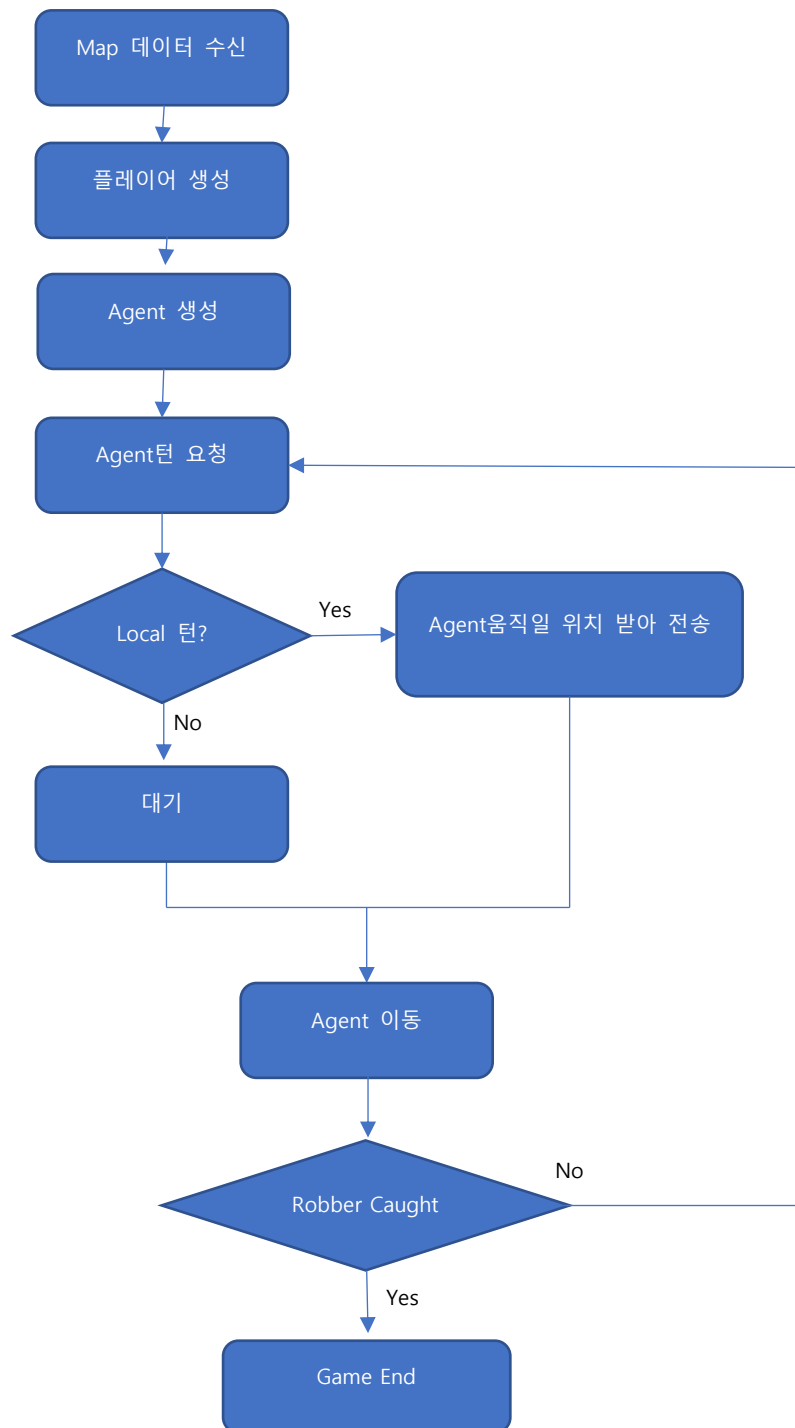 Map 데이터 수신
플레이어 생성
Agent 생성
Agent턴 요청
Local 턴?
Yes
Agent움직일 위치 받아 전송
No
대기
Agent 이동
Robber Caught
No
Yes
Game End